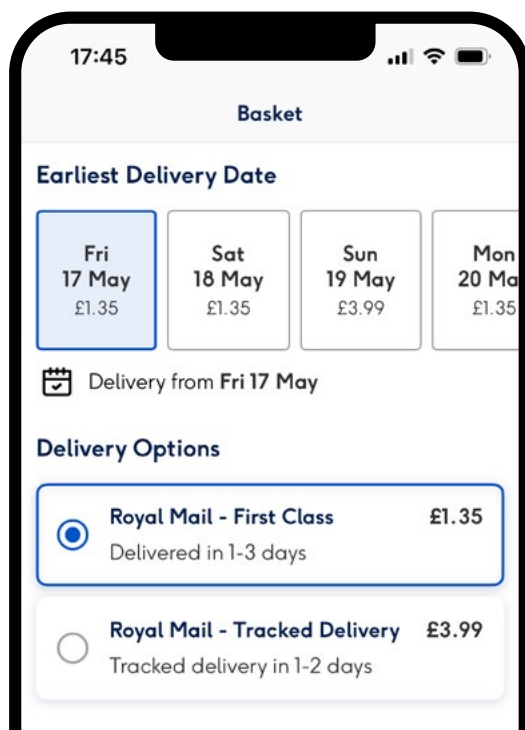 17:45
Basket
Earliest Delivery Date
Fri Sat Sun Mon
17 May 18 May 19 May 20 Ma
£1.35 £1.35 £3.99 £1.35
Delivery from Fri 17 May
Delivery Options
Royal Mail - First Class £1.35
Delivered in 1-3 days
Royal Mail - Tracked Delivery £3.99
Tracked delivery in 1-2 days